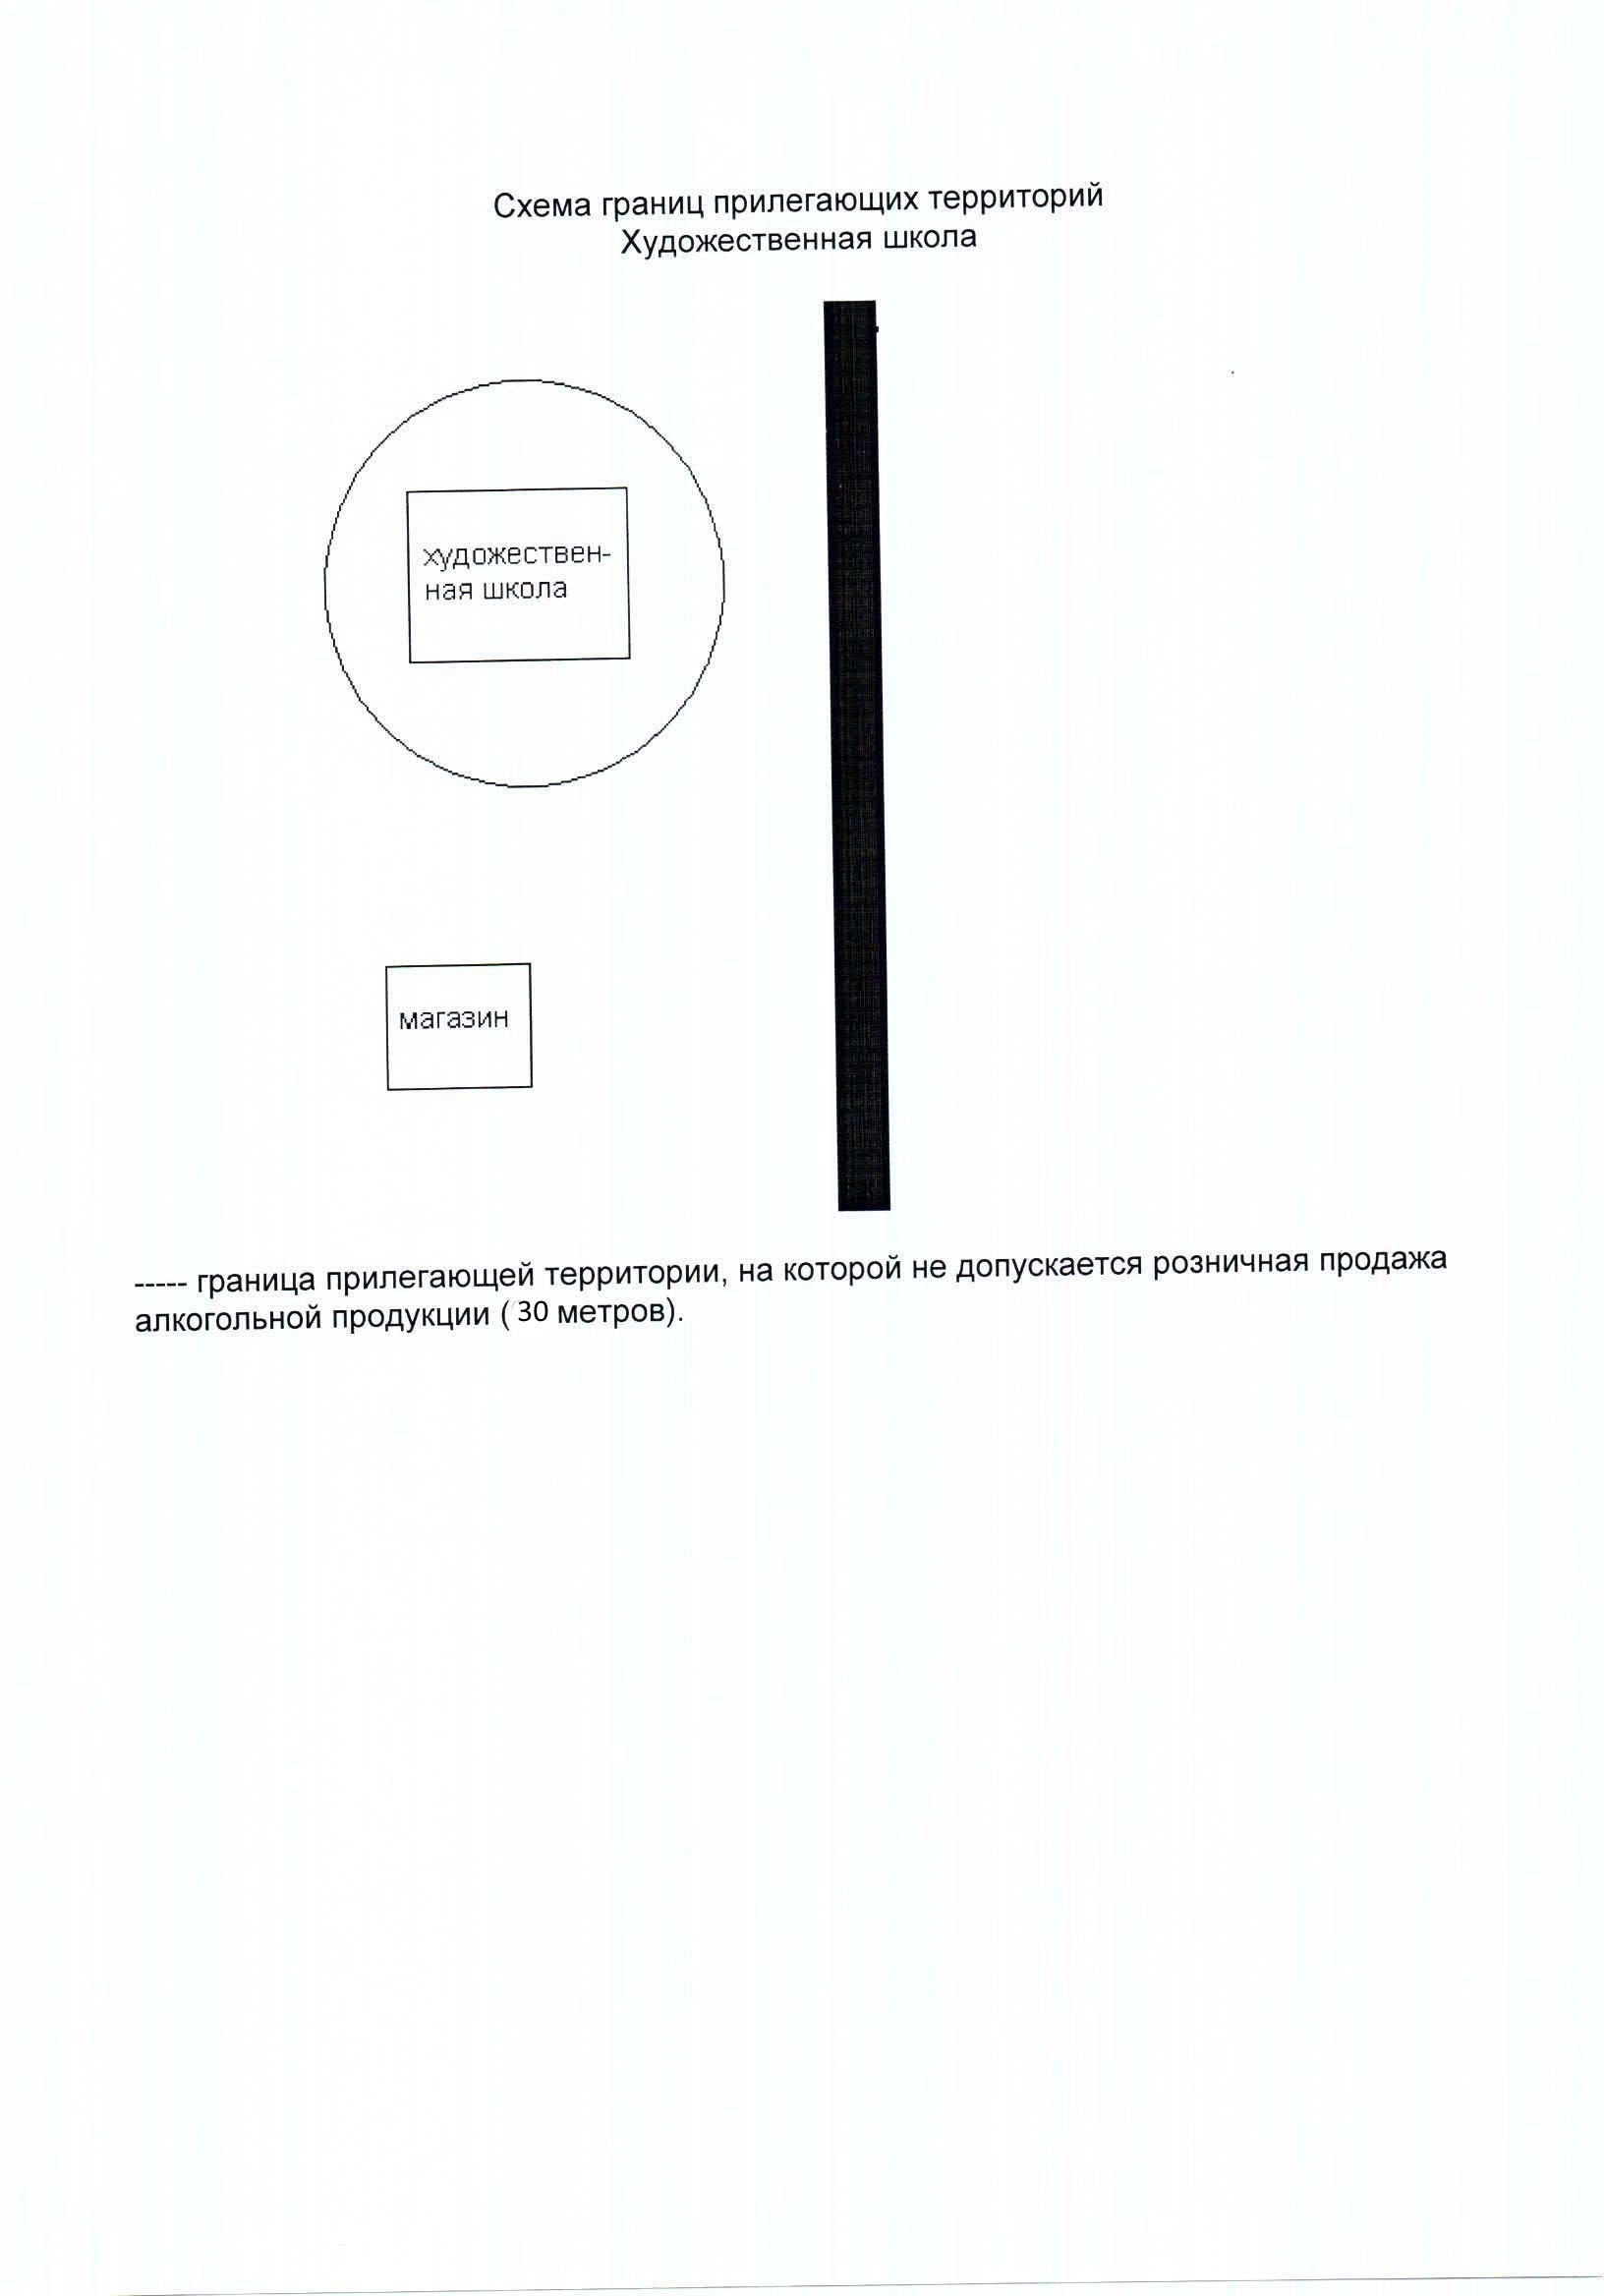 Схема границ прилегающих территорий
Художественная школа
художествен-
ная школа
магазин
----- граница прилегающей территории, на которой не допускается розничная продажа
алкогольной продукции ( 30 метров).